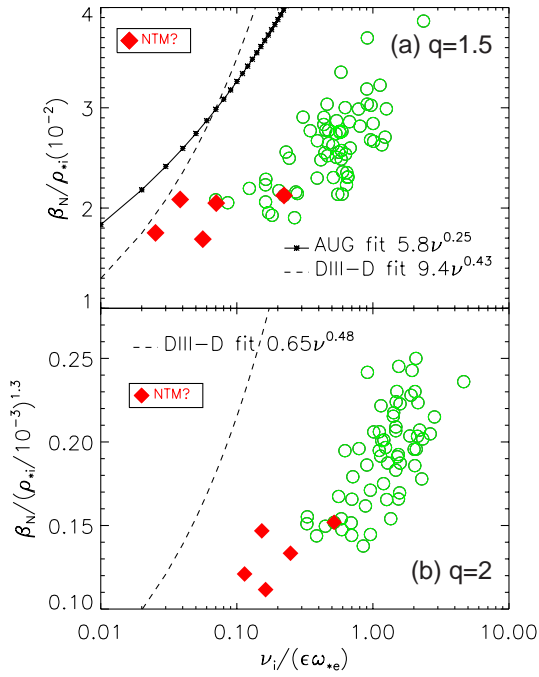 4
3
2
1
β_N/ρ_{*i}(10^{-2})
NTM?
(a) q=1.5
AUG fit 5.8ν^{0.25}
DIII-D fit 9.4ν^{0.43}
0.25
0.20
0.15
0.10
β_N/(ρ_{*i}/10^{-3})^{1.3}
DIII-D fit 0.65ν^{0.48}
NTM?
(b) q=2
0.01 0.10 1.00 10.00
ν_i/(ϵω_{*e})